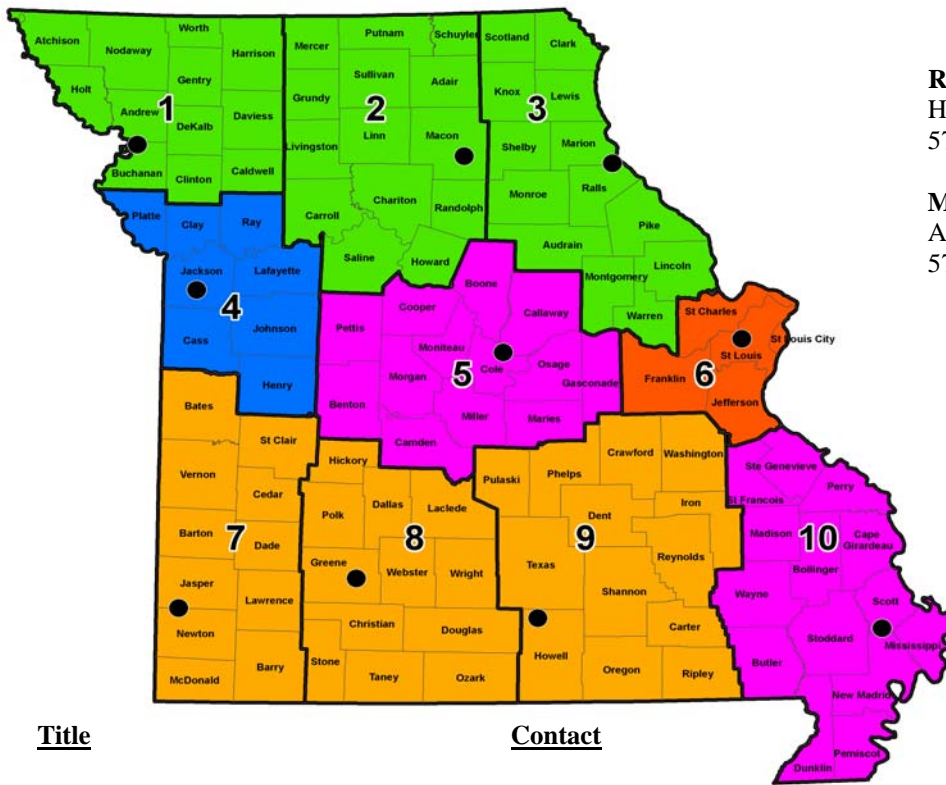 Worth
Putnam
Schuyler
Scotland
Clark
Atchison
Nodaway
Harrison
Mercer
Sullivan
Adair
Gentry
Holt
Knox
Lewis
Grundy
Andrew
1
DeKalb
Daviess
2
3
R
H
57
Linn
Macon
Livingston
Shelby
Marion
Buchanan
Clinton
Caldwell
Monroe
Ralls
Chariton
Randolph
Carroll
Pike
M
A
57
Platte
Clay
Ray
Audrain
Saline
Howard
Jackson
Lafayette
Boone
Montgomery
Lincoln
4
Cooper
Callaway
Warren
St Charles
Cass
Johnson
Pettis
Moniteau
St Louis City
St Louis
5
Cole
Osage
Morgan
Gasconade
Franklin
6
Henry
Benton
Miller
Maries
Jefferson
Bates
St Clair
Camden
Crawford
Washington
Hickory
Phelps
Ste Genevieve
Vernon
Cedar
Pulaski
Perry
Polk
Dallas
Laclede
Dent
Iron
St Francois
Barton
7
Dade
8
9
Madison
10
Cape
Girardeau
Greene
Webster
Wright
Texas
Reynolds
Bollinger
Jasper
Lawrence
Shannon
Wayne
Scott
Newton
Christian
Douglas
Carter
Stoddard
Mississippi
Stone
Howell
Barry
Butler
McDonald
Taney
Ozark
Oregon
Ripley
New Madrid
Title
Contact
Pemiscot
Dunklin